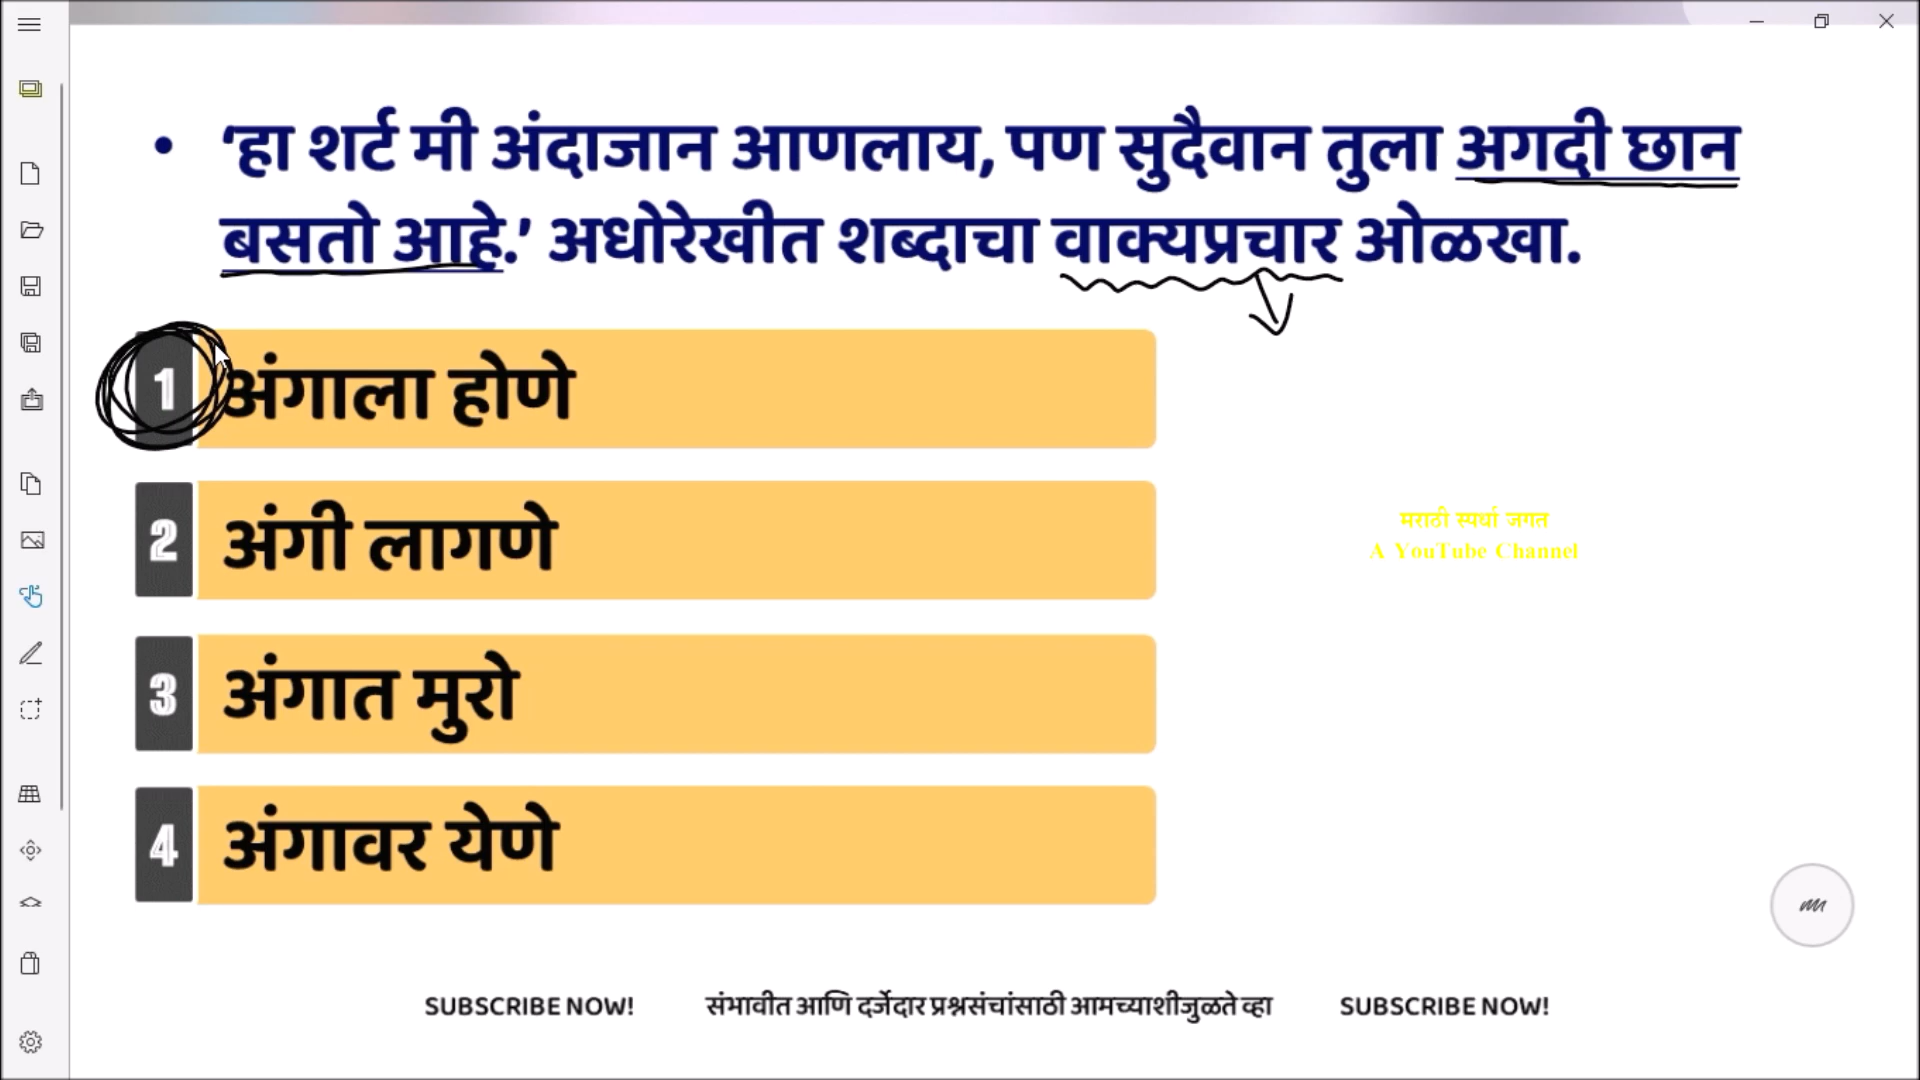 • ‘हा शर्ट मी अंदाजान आणलाय, पण सुदैवान तुला अगदी छान
बसतो आहे.’ अधोरेखीत शब्दाचा वाक्यप्रचार ओळखा.
1 अंगाला होणे
2 अंगी लागणे
मराठी स्पर्धा जगत
A YouTube Channel
3 अंगात मुरो
4 अंगावर येणे
SUBSCRIBE NOW! संभावीत आणि दर्जेदार प्रश्नसंचांसाठी आमच्याशीजुळते व्हा SUBSCRIBE NOW!